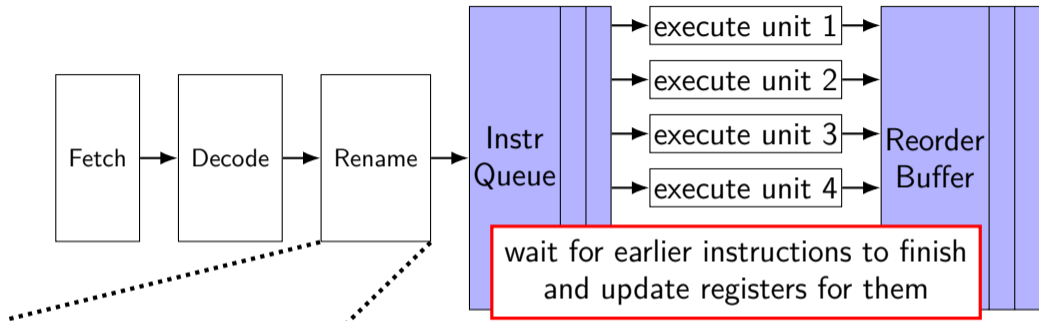 execute unit 1
execute unit 2
execute unit 3
execute unit 4
Fetch
Decode
Rename
Instr
Queue
Reorder
Buffer
wait for earlier instructions to finish
and update registers for them